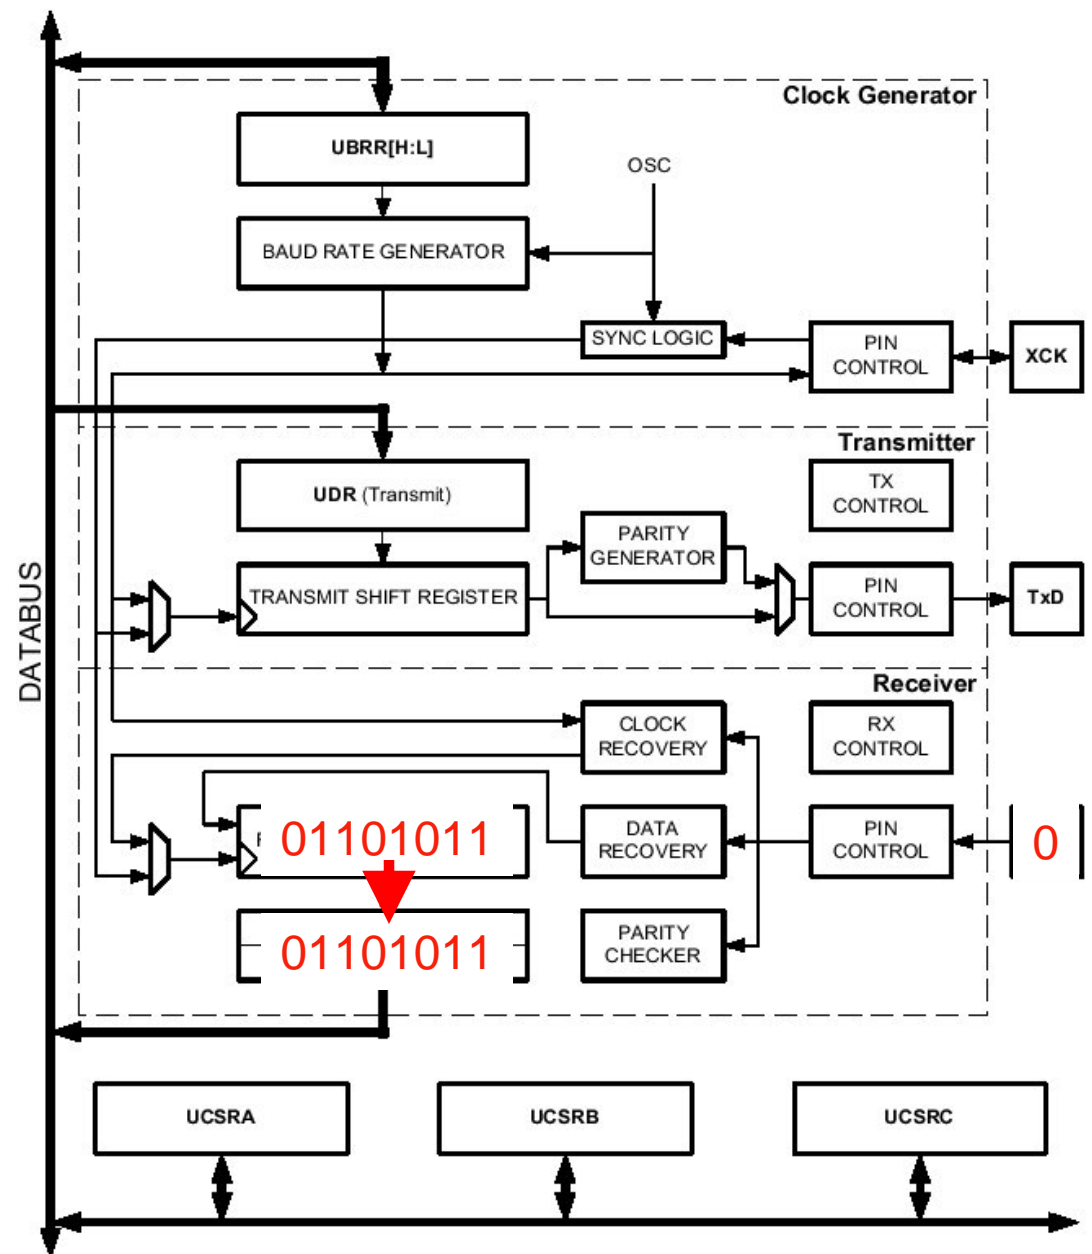 Clock Generator
UBRR[H:L]
OSC
BAUD RATE GENERATOR
SYNC LOGIC
PIN
CONTROL
XCK
Transmitter
UDR (Transmit)
TX
CONTROL
PARITY
GENERATOR
TRANSMIT SHIFT REGISTER
PIN
CONTROL
TxD
DATABUS
Receiver
CLOCK
RECOVERY
RX
CONTROL
01101011
DATA
RECOVERY
PIN
CONTROL
0
01101011
PARITY
CHECKER
UCSRA
UCSRB
UCSRC